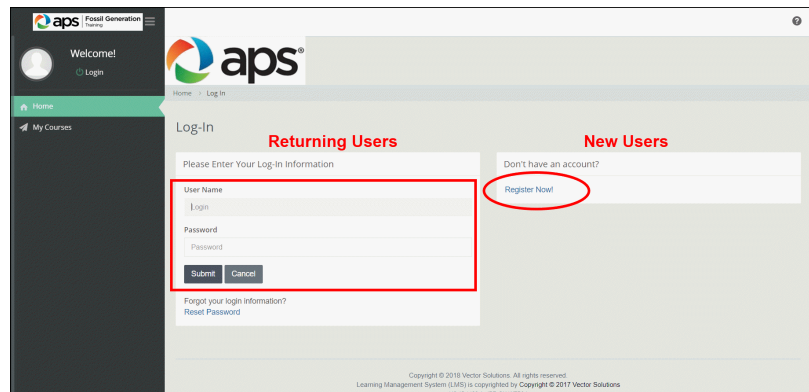 aps Fossil Generation
Training
Welcome!
Login
Home
My Courses
aps
Home > Log In
Log-In
Returning Users
New Users
Please Enter Your Log-In Information
Don't have an account?
User Name
Register Now!
Login
Password
Password
Submit Cancel
Forgot your login information?
Reset Password
Copyright © 2018 Vector Solutions. All rights reserved.
Learning Management System (LMS) is copyrighted by Copyright © 2017 Vector Solutions